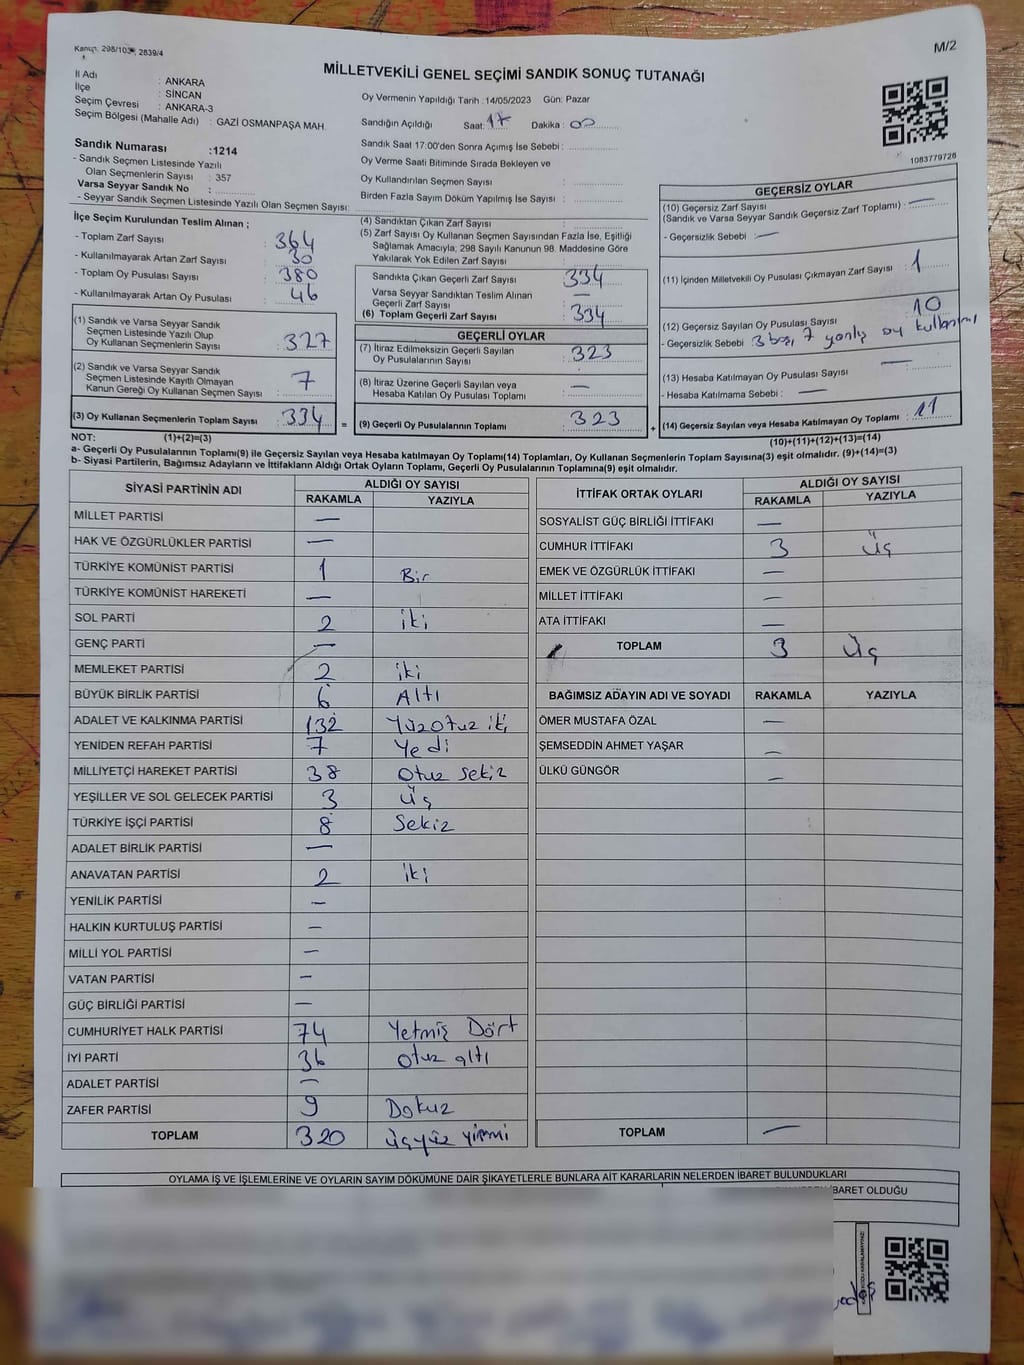 Kanun: 298/103, 2839/4
M/2
MİLLETVEKİLİ GENEL SEÇİMİ SANDIK SONUÇ TUTANAĞI
İl Adı : ANKARA
İlçe : SİNCAN
Seçim Çevresi : ANKARA-3
Seçim Bölgesi (Mahalle Adı) : GAZİ OSMANPAŞA MAH.
Sandık Numarası :1214
- Sandık Seçmen Listesinde Yazılı
Olan Seçmenlerin Sayısı : 357
Varsa Seyyar Sandık No :
- Seyyar Sandık Seçmen Listesinde Yazılı Olan Seçmen Sayısı:
Oy Vermenin Yapıldığı Tarih :14/05/2023 Gün: Pazar
Sandığın Açıldığı Saat: 17 Dakika : 00
Sandık Saat 17:00'den Sonra Açımış İse Sebebi :
Oy Verme Saati Bitiminde Sırada Bekleyen ve
Oy Kullandırılan Seçmen Sayısı :
Birden Fazla Sayım Döküm Yapılmış İse Sayısı :
1083779728
İlçe Seçim Kurulundan Teslim Alınan ;
- Toplam Zarf Sayısı : 364
- Kullanılmayarak Artan Zarf Sayısı : 30
- Toplam Oy Pusulası Sayısı : 380
- Kullanılmayarak Artan Oy Pusulası : 46
(1) Sandık ve Varsa Seyyar Sandık
Seçmen Listesinde Yazılı Olup
Oy Kullanan Seçmenlerin Sayısı : 327
(2) Sandık ve Varsa Seyyar Sandık
Seçmen Listesinde Kayıtlı Olmayan
Kanun Gereği Oy Kullanan Seçmen Sayısı : 7
(3) Oy Kullanan Seçmenlerin Toplam Sayısı : 334 =
(4) Sandıktan Çıkan Zarf Sayısı :
(5) Zarf Sayısı Oy Kullanan Seçmen Sayısından Fazla İse, Eşitliği
Sağlamak Amacıyla; 298 Sayılı Kanunun 98. Maddesine Göre
Yakılarak Yok Edilen Zarf Sayısı :
Sandıkta Çıkan Geçerli Zarf Sayısı : 334
Varsa Seyyar Sandıktan Teslim Alınan
Geçerli Zarf Sayısı : —
(6) Toplam Geçerli Zarf Sayısı : 334
GEÇERLİ OYLAR
(7) İtiraz Edilmeksizin Geçerli Sayılan
Oy Pusulalarının Sayısı : 323
(8) İtiraz Üzerine Geçerli Sayılan veya
Hesaba Katılan Oy Pusulası Toplamı : —
(9) Geçerli Oy Pusulalarının Toplamı : 323 +
GEÇERSİZ OYLAR
(10) Geçersiz Zarf Sayısı
(Sandık ve Varsa Seyyar Sandık Geçersiz Zarf Toplamı) : —
- Geçersizlik Sebebi : —
(11) İçinden Milletvekili Oy Pusulası Çıkmayan Zarf Sayısı : 1
(12) Geçersiz Sayılan Oy Pusulası Sayısı : 10
- Geçersizlik Sebebi 3 boş, 7 yanlış oy kullanımı
(13) Hesaba Katılmayan Oy Pusulası Sayısı : —
- Hesaba Katılmama Sebebi : —
(14) Geçersiz Sayılan veya Hesaba Katılmayan Oy Toplamı : 11
NOT: (1)+(2)=(3)
(10)+(11)+(12)+(13)=(14)
a- Geçerli Oy Pusulalarının Toplamı(9) ile Geçersiz Sayılan veya Hesaba katılmayan Oy Toplamı(14) Toplamları, Oy Kullanan Seçmenlerin Toplam Sayısına(3) eşit olmalıdır. (9)+(14)=(3)
b- Siyasi Partilerin, Bağımsız Adayların ve İttifakların Aldığı Ortak Oyların Toplamı, Geçerli Oy Pusulalarının Toplamına(9) eşit olmalıdır.
SİYASİ PARTİNİN ADI
ALDIĞI OY SAYISI
RAKAMLA YAZIYLA
MİLLET PARTİSİ —
HAK VE ÖZGÜRLÜKLER PARTİSİ —
TÜRKİYE KOMÜNİST PARTİSİ 1 Bir
TÜRKİYE KOMÜNİST HAREKETİ —
SOL PARTİ 2 iki
GENÇ PARTİ —
MEMLEKET PARTİSİ 2 iki
BÜYÜK BİRLİK PARTİSİ 6 Altı
ADALET VE KALKINMA PARTİSİ 132 Yüzotuz iki
YENİDEN REFAH PARTİSİ 7 Yedi
MİLLİYETÇİ HAREKET PARTİSİ 38 Otuz sekiz
YEŞİLLER VE SOL GELECEK PARTİSİ 3 Üç
TÜRKİYE İŞÇİ PARTİSİ 8 Sekiz
ADALET BİRLİK PARTİSİ —
ANAVATAN PARTİSİ 2 iki
YENİLİK PARTİSİ —
HALKIN KURTULUŞ PARTİSİ —
MİLLİ YOL PARTİSİ —
VATAN PARTİSİ —
GÜÇ BİRLİĞİ PARTİSİ —
CUMHURİYET HALK PARTİSİ 74 Yetmiş Dört
İYİ PARTİ 36 Otuz altı
ADALET PARTİSİ —
ZAFER PARTİSİ 9 Dokuz
TOPLAM 320 üçyüz yirmi
İTTİFAK ORTAK OYLARI
ALDIĞI OY SAYISI
RAKAMLA YAZIYLA
SOSYALİST GÜÇ BİRLİĞİ İTTİFAKI —
CUMHUR İTTİFAKI 3 Üç
EMEK VE ÖZGÜRLÜK İTTİFAKI —
MİLLET İTTİFAKI —
ATA İTTİFAKI —
TOPLAM 3 Üç
BAĞIMSIZ ADAYIN ADI VE SOYADI RAKAMLA YAZIYLA
ÖMER MUSTAFA ÖZAL —
ŞEMSEDDİN AHMET YAŞAR —
ÜLKÜ GÜNGÖR —
TOPLAM —
OYLAMA İŞ VE İŞLEMLERİNE VE OYLARIN SAYIM DÖKÜMÜNE DAİR ŞİKAYETLERLE BUNLARA AİT KARARLARIN NELERDEN İBARET BULUNDUKLARI
İBARET OLDUĞU